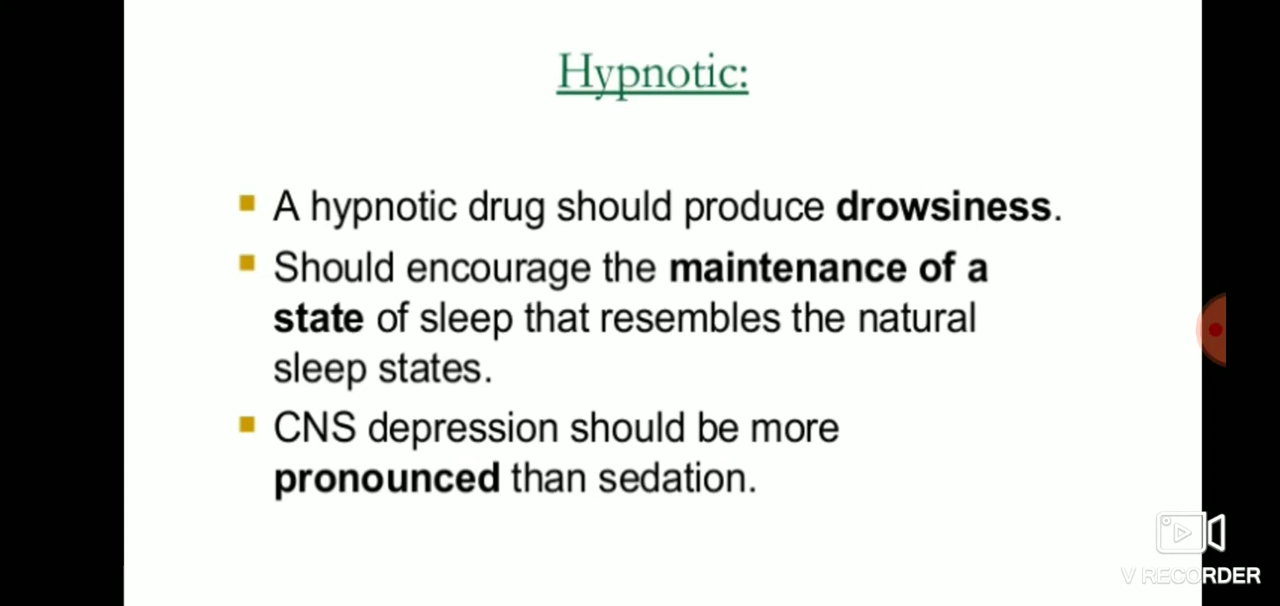 Hypnotic:
■ A hypnotic drug should produce drowsiness.
■ Should encourage the maintenance of a
state of sleep that resembles the natural
sleep states.
■ CNS depression should be more
pronounced than sedation.
V RECORDER